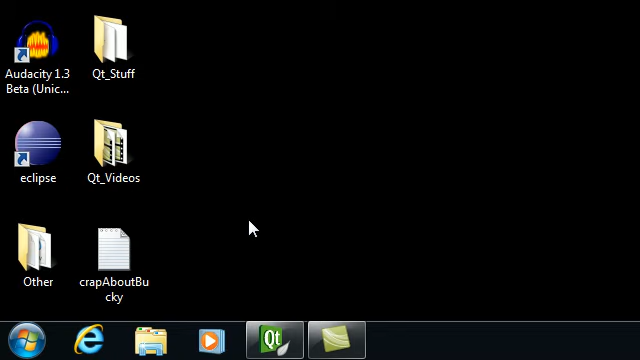 Audacity 1.3
Beta (Unic...
Qt_Stuff
eclipse
Qt_Videos
Other
crapAboutBu
cky
Qt